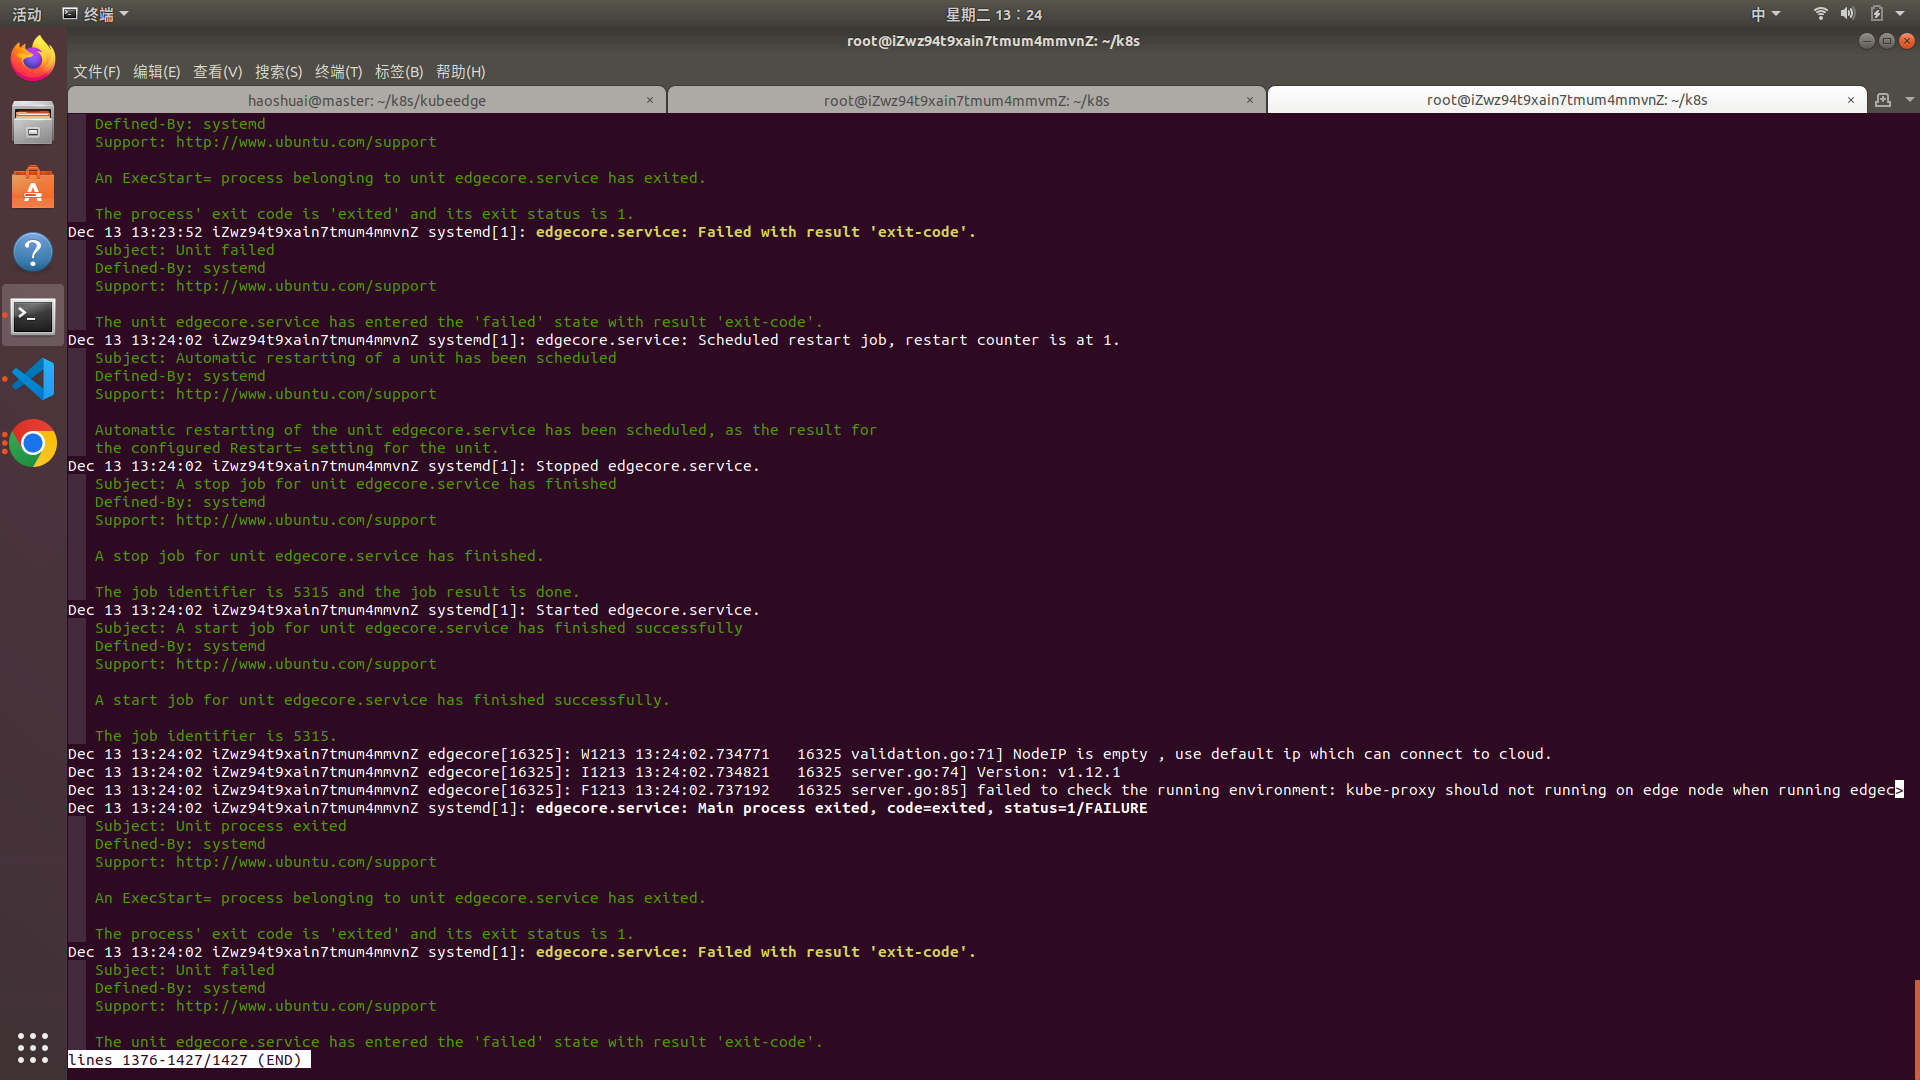 活动 终端 星期二 13：24 中
root@iZwz94t9xain7tmum4mmvnZ: ~/k8s
文件(F) 编辑(E) 查看(V) 搜索(S) 终端(T) 标签(B) 帮助(H)
haoshuai@master: ~/k8s/kubeedge × root@iZwz94t9xain7tmum4mmvmZ: ~/k8s × root@iZwz94t9xain7tmum4mmvnZ: ~/k8s ×
Defined-By: systemd
Support: http://www.ubuntu.com/support
An ExecStart= process belonging to unit edgecore.service has exited.
The process' exit code is 'exited' and its exit status is 1.
Dec 13 13:23:52 iZwz94t9xain7tmum4mmvnZ systemd[1]: edgecore.service: Failed with result 'exit-code'.
Subject: Unit failed
Defined-By: systemd
Support: http://www.ubuntu.com/support
The unit edgecore.service has entered the 'failed' state with result 'exit-code'.
Dec 13 13:24:02 iZwz94t9xain7tmum4mmvnZ systemd[1]: edgecore.service: Scheduled restart job, restart counter is at 1.
Subject: Automatic restarting of a unit has been scheduled
Defined-By: systemd
Support: http://www.ubuntu.com/support
Automatic restarting of the unit edgecore.service has been scheduled, as the result for
the configured Restart= setting for the unit.
Dec 13 13:24:02 iZwz94t9xain7tmum4mmvnZ systemd[1]: Stopped edgecore.service.
Subject: A stop job for unit edgecore.service has finished
Defined-By: systemd
Support: http://www.ubuntu.com/support
A stop job for unit edgecore.service has finished.
The job identifier is 5315 and the job result is done.
Dec 13 13:24:02 iZwz94t9xain7tmum4mmvnZ systemd[1]: Started edgecore.service.
Subject: A start job for unit edgecore.service has finished successfully
Defined-By: systemd
Support: http://www.ubuntu.com/support
A start job for unit edgecore.service has finished successfully.
The job identifier is 5315.
Dec 13 13:24:02 iZwz94t9xain7tmum4mmvnZ edgecore[16325]: W1213 13:24:02.734771   16325 validation.go:71] NodeIP is empty , use default ip which can connect to cloud.
Dec 13 13:24:02 iZwz94t9xain7tmum4mmvnZ edgecore[16325]: I1213 13:24:02.734821   16325 server.go:74] Version: v1.12.1
Dec 13 13:24:02 iZwz94t9xain7tmum4mmvnZ edgecore[16325]: F1213 13:24:02.737192   16325 server.go:85] failed to check the running environment: kube-proxy should not running on edge node when running edgec>
Dec 13 13:24:02 iZwz94t9xain7tmum4mmvnZ systemd[1]: edgecore.service: Main process exited, code=exited, status=1/FAILURE
Subject: Unit process exited
Defined-By: systemd
Support: http://www.ubuntu.com/support
An ExecStart= process belonging to unit edgecore.service has exited.
The process' exit code is 'exited' and its exit status is 1.
Dec 13 13:24:02 iZwz94t9xain7tmum4mmvnZ systemd[1]: edgecore.service: Failed with result 'exit-code'.
Subject: Unit failed
Defined-By: systemd
Support: http://www.ubuntu.com/support
The unit edgecore.service has entered the 'failed' state with result 'exit-code'.
lines 1376-1427/1427 (END)